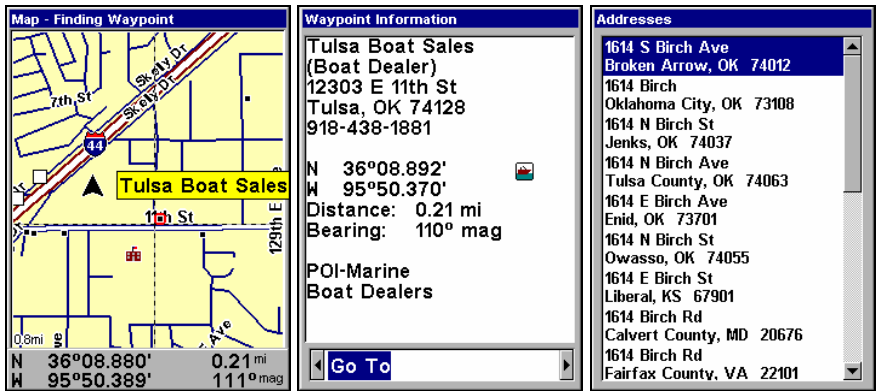 Map - Finding Waypoint
Skelly Dr
Skelly Dr
7th St
44
Tulsa Boat Sales
11th St
129th E
Ave
0.8mi
N 36º08.880' 0.21 mi
W 95º50.389' 111º mag
Waypoint Information
Tulsa Boat Sales
(Boat Dealer)
12303 E 11th St
Tulsa, OK 74128
918-438-1881
N 36º08.892'
W 95º50.370'
Distance: 0.21 mi
Bearing: 110º mag
POI-Marine
Boat Dealers
Go To
Addresses
1614 S Birch Ave
Broken Arrow, OK 74012
1614 Birch
Oklahoma City, OK 73108
1614 N Birch St
Jenks, OK 74037
1614 N Birch Ave
Tulsa County, OK 74063
1614 E Birch Ave
Enid, OK 73701
1614 N Birch St
Owasso, OK 74055
1614 E Birch St
Liberal, KS 67901
1614 Birch Rd
Calvert County, MD 20676
1614 Birch Rd
Fairfax County, VA 22101